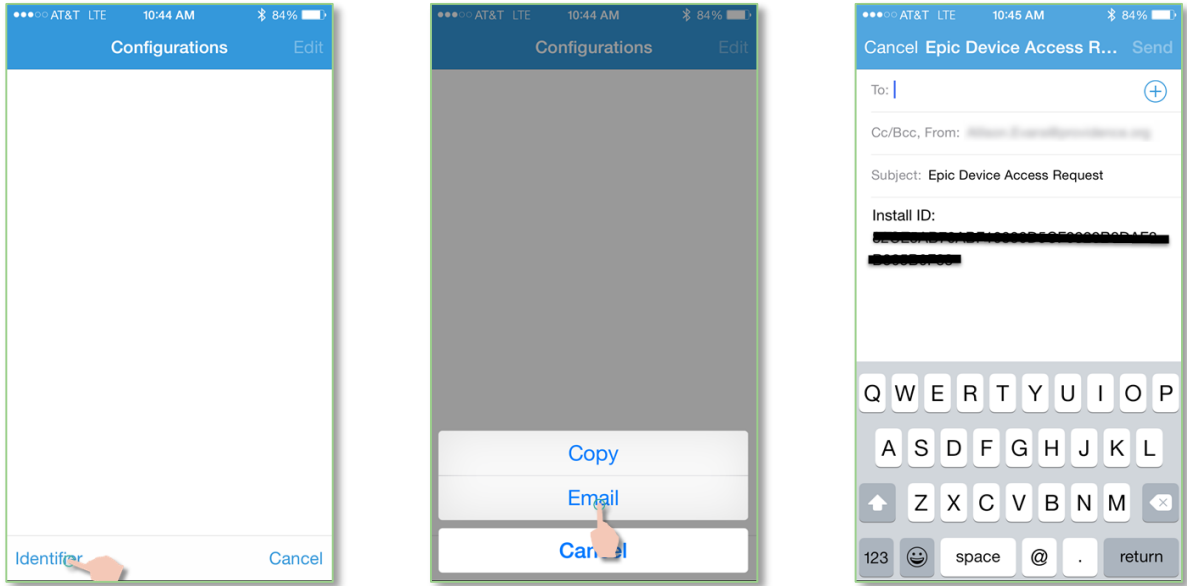 AT&T LTE 10:44 AM 84%
Configurations Edit
Identifier Cancel
AT&T LTE 10:44 AM 84%
Configurations Edit
Copy
Email
Cancel
AT&T LTE 10:45 AM 84%
Cancel Epic Device Access R... Send
To:
Cc/Bcc, From:
Subject: Epic Device Access Request
Install ID:
Q W E R T Y U I O P
A S D F G H J K L
Z X C V B N M
123 space @ . return